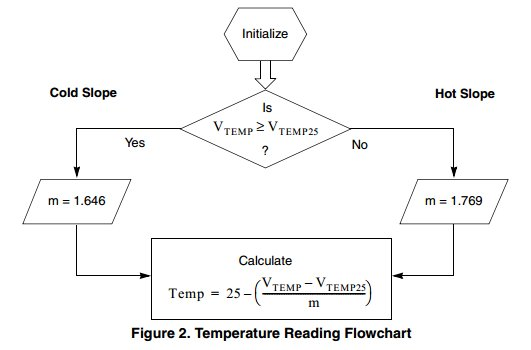 Initialize
Cold Slope
Hot Slope
Is
V_TEMP ≥ V_TEMP25
?
Yes
No
m = 1.646
m = 1.769
Calculate
Temp = 25 – ((V_TEMP – V_TEMP25) / m)
Figure 2. Temperature Reading Flowchart